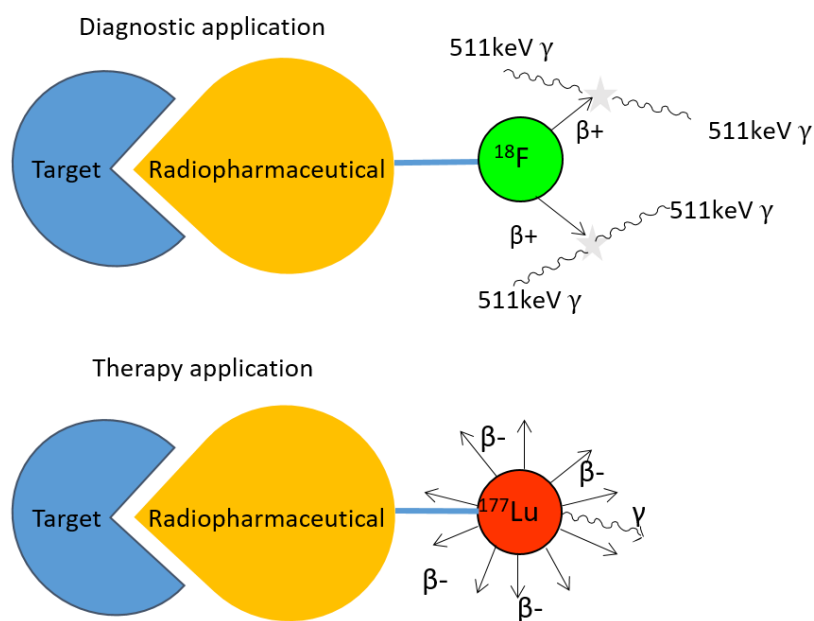 Diagnostic application
511keV γ
511keV γ
β+
Target
Radiopharmaceutical
¹⁸F
511keV γ
β+
511keV γ
Therapy application
β-
β-
Target
Radiopharmaceutical
¹⁷⁷Lu
γ
β-
β-